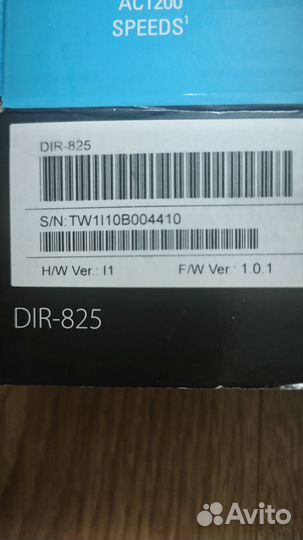 AC1200
SPEEDS¹
DIR-825
S/N: TW1I10B004410
H/W Ver.: I1 F/W Ver : 1.0.1
DIR-825
Avito